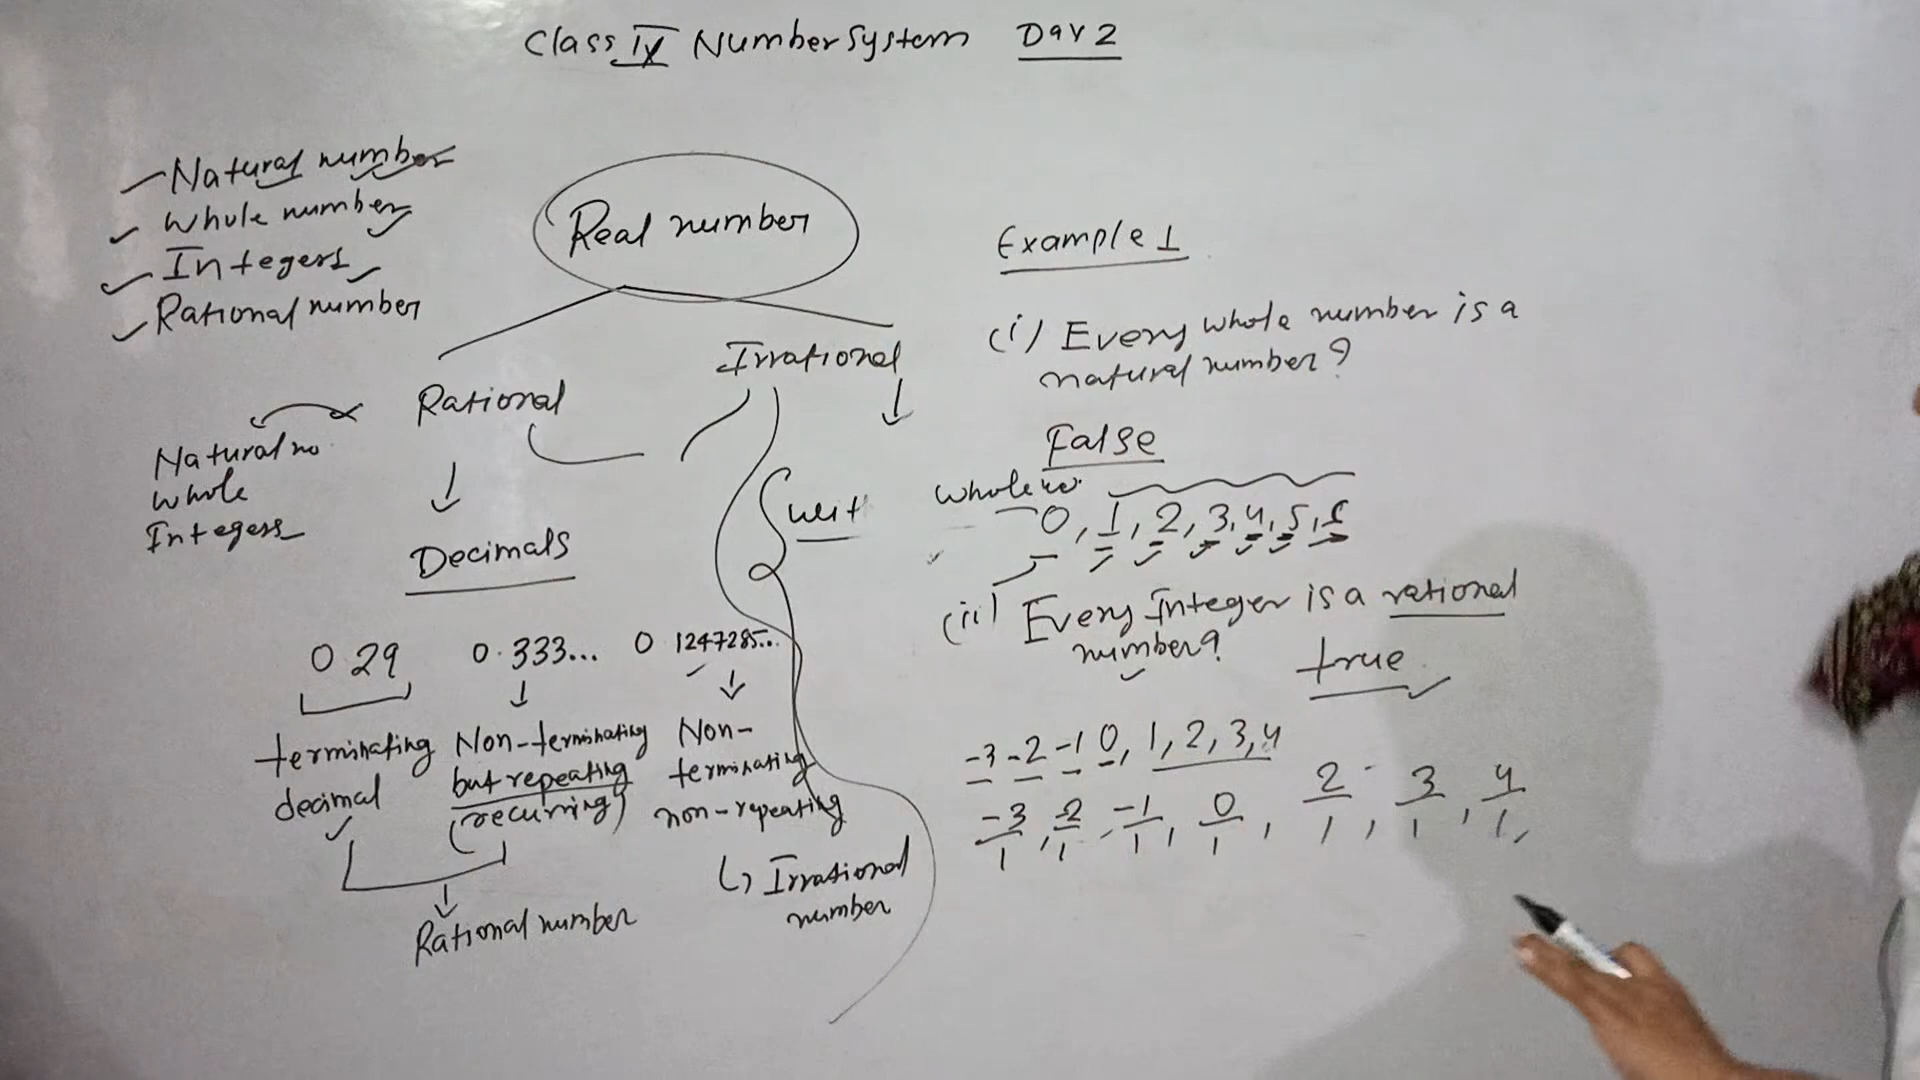 Class IX Number System Day 2
Natural number
Whole number
Integers
Rational number
Real number
Rational
Irrational
Natural no
whole
Integers
Decimals
0.29
0.333...
0.1247285...
terminating
decimal
Non-terminating
but repeating
(recurring)
Non-
terminating
non-repeating
Rational number
Irrational
number
Example 1
(i) Every whole number is a
natural number?
False
whole no.
0, 1, 2, 3, 4, 5, 6
(ii) Every Integer is a rational
number?
true
-3 -2 -1 0, 1, 2, 3, 4
-3/1, -2/1, -1/1, 0/1, 2/1, 3/1, 4/1,